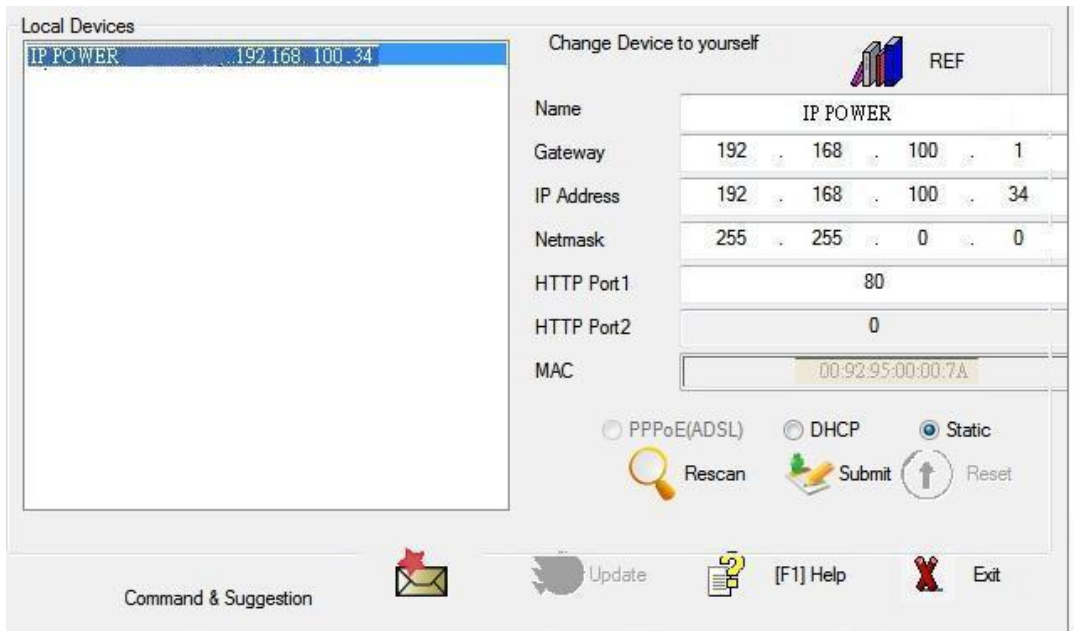 Local Devices
IP POWER ...192.168.100.34
Change Device to yourself
REF
Name IP POWER
Gateway 192 . 168 . 100 . 1
IP Address 192 . 168 . 100 . 34
Netmask 255 . 255 . 0 . 0
HTTP Port1 80
HTTP Port2 0
MAC 00:92:95:00:00:7A
PPPoE(ADSL) DHCP Static
Rescan Submit Reset
Command & Suggestion Update [F1] Help Exit